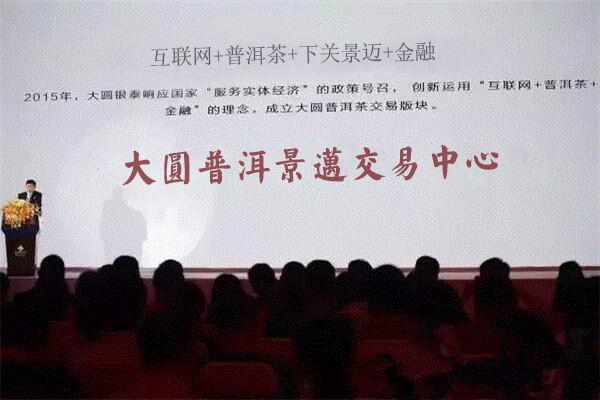 互联网+普洱茶+下关景迈+金融
2015年，大圆银泰响应国家“服务实体经济”的政策号召， 创新运用“互联网+普洱茶+
金融”的理念，成立大圆普洱茶交易版块。
大圓普洱景邁交易中心